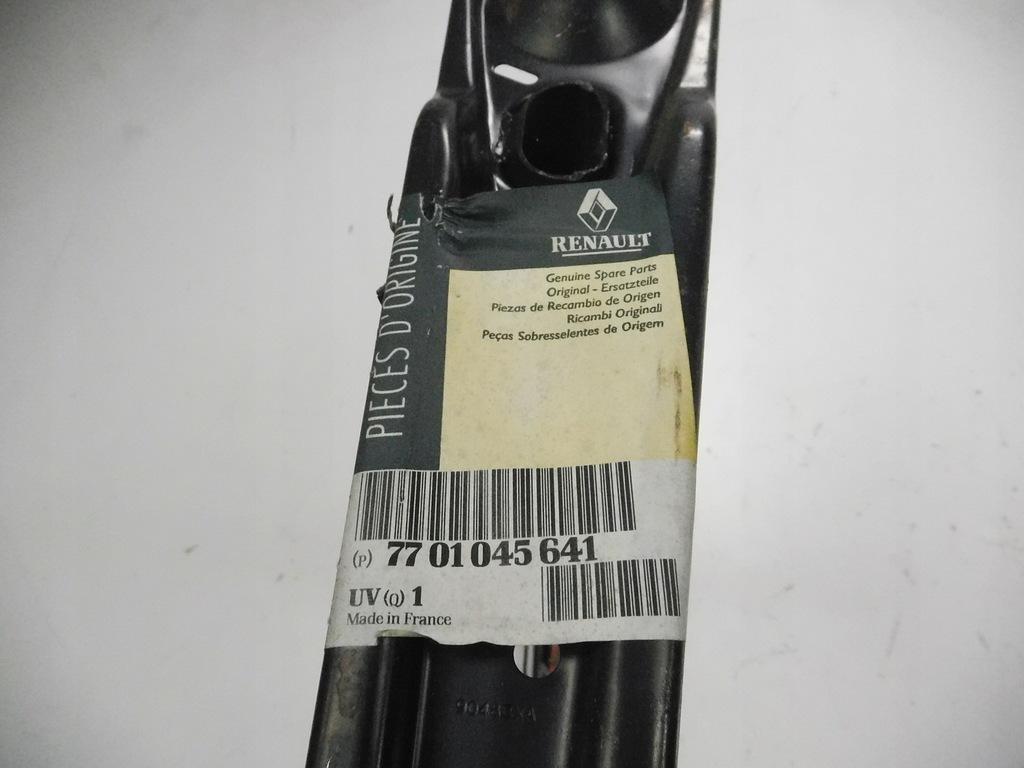 RENAULT
PIECES D'ORIGINE
Genuine Spare Parts
Original - Ersatzteile
Piezas de Recambio de Origen
Ricambi Originali
Peças Sobresselentes de Origem
(P) 77 01 045 641
UV (Q) 1
Made in France